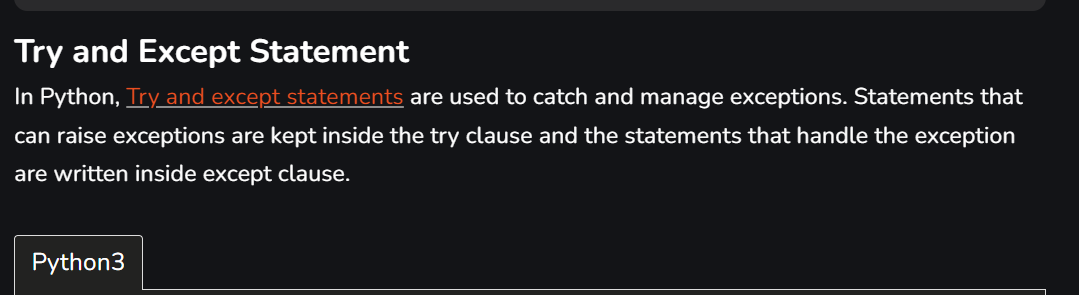 Try and Except Statement
In Python, Try and except statements are used to catch and manage exceptions. Statements that
can raise exceptions are kept inside the try clause and the statements that handle the exception
are written inside except clause.
Python3